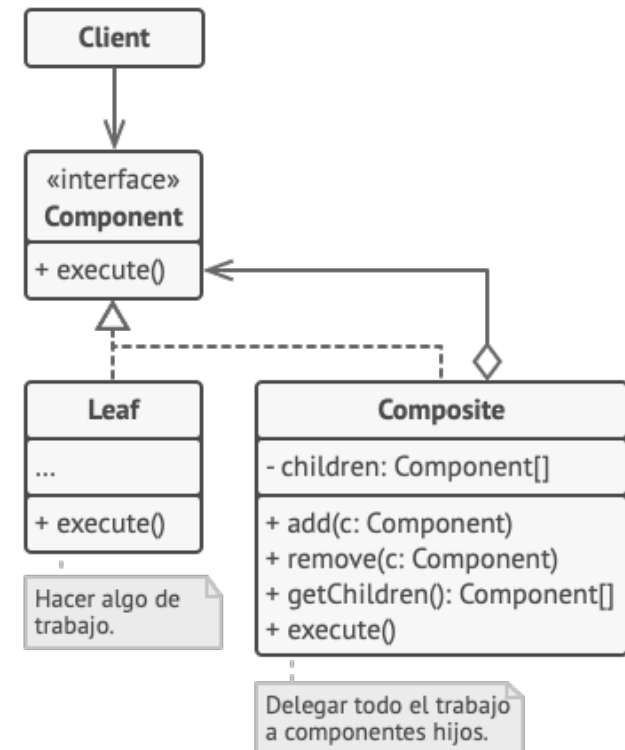 Client
«interface»
Component
+ execute()
Leaf
...
+ execute()
Hacer algo de
trabajo.
Composite
- children: Component[]
+ add(c: Component)
+ remove(c: Component)
+ getChildren(): Component[]
+ execute()
Delegar todo el trabajo
a componentes hijos.